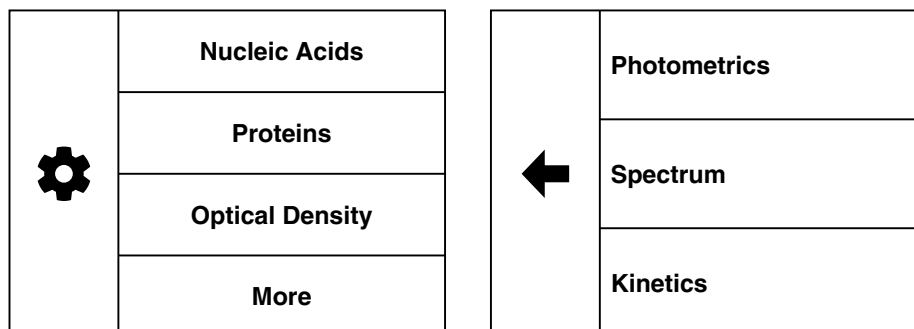 Nucleic Acids
Proteins
Optical Density
More
Photometrics
Spectrum
Kinetics